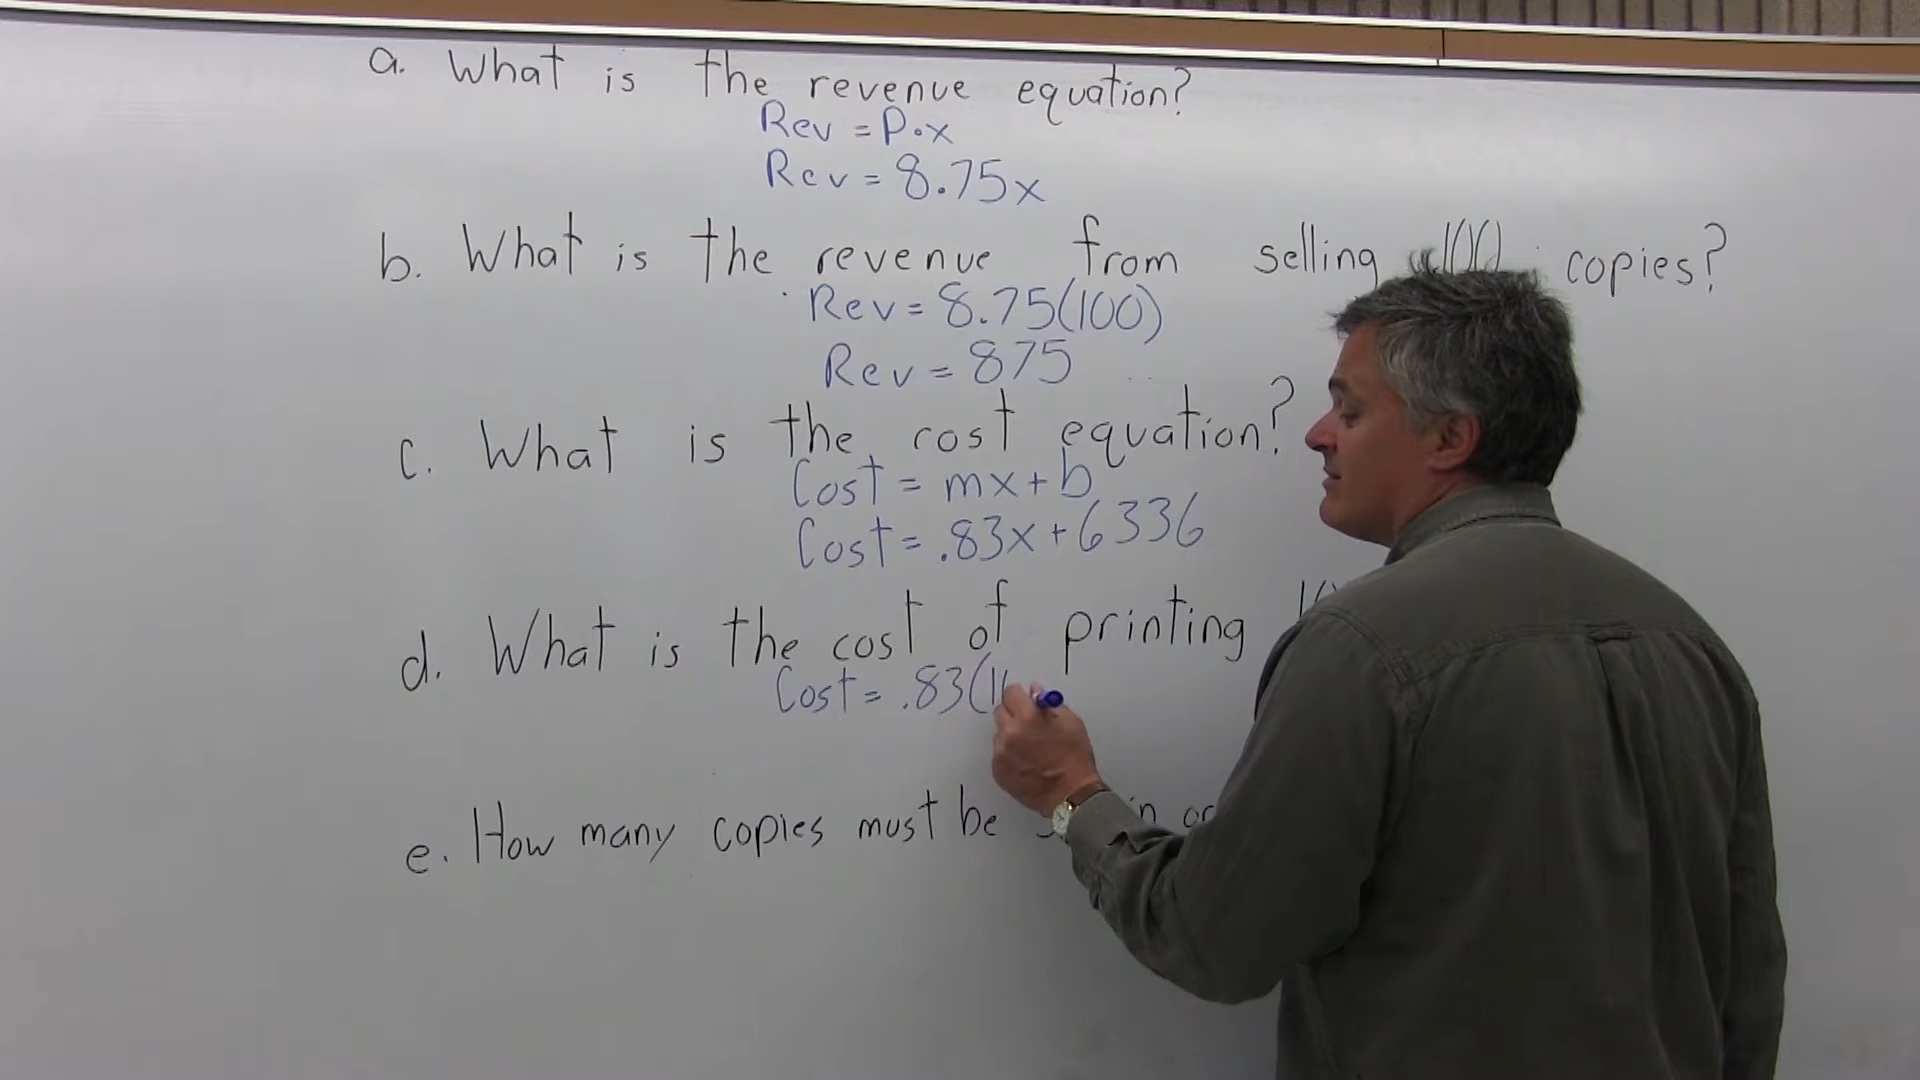 a. What is the revenue equation?
Rev = P•x
Rev = 8.75x
b. What is the revenue from selling 100 copies?
Rev = 8.75(100)
Rev = 875
c. What is the cost equation?
Cost = mx + b
Cost = .83x + 6336
d. What is the cost of printing
Cost = .83(1
e. How many copies must be in